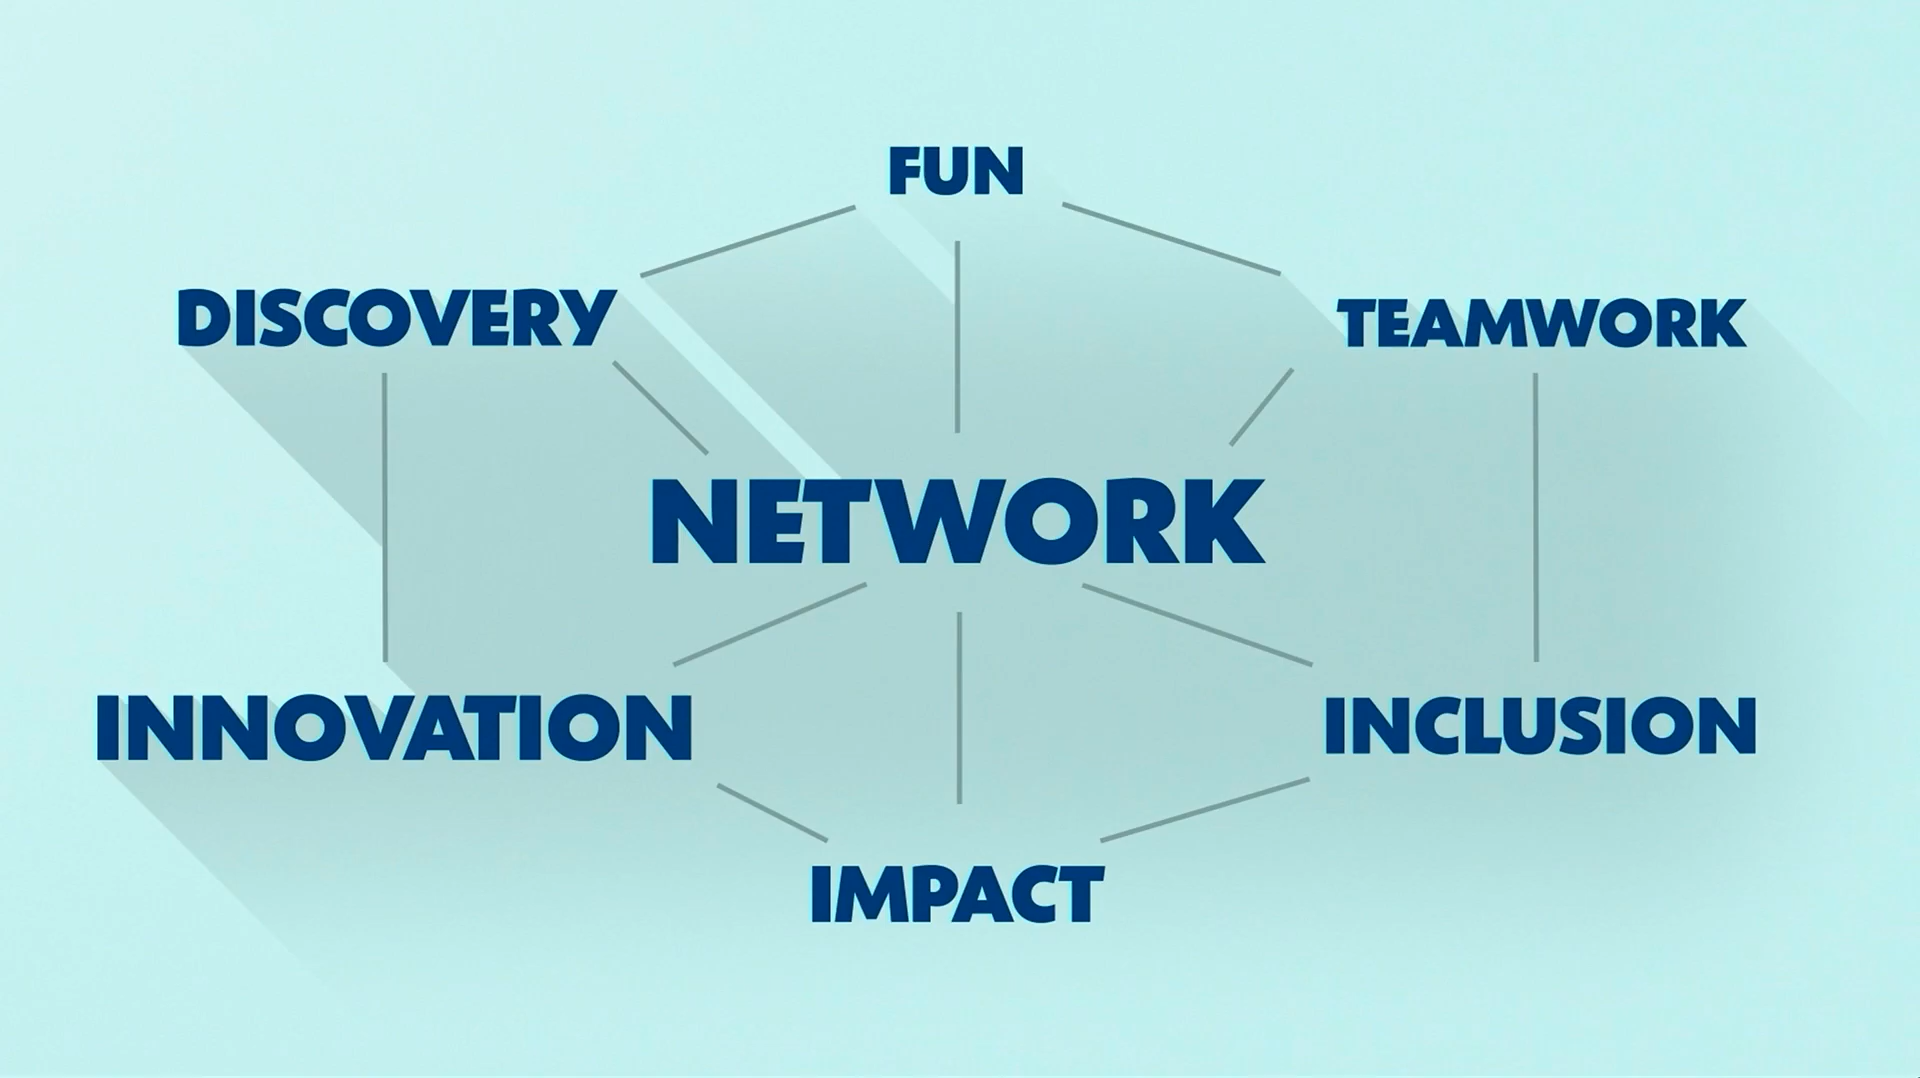 FUN
DISCOVERY
TEAMWORK
NETWORK
INNOVATION
INCLUSION
IMPACT